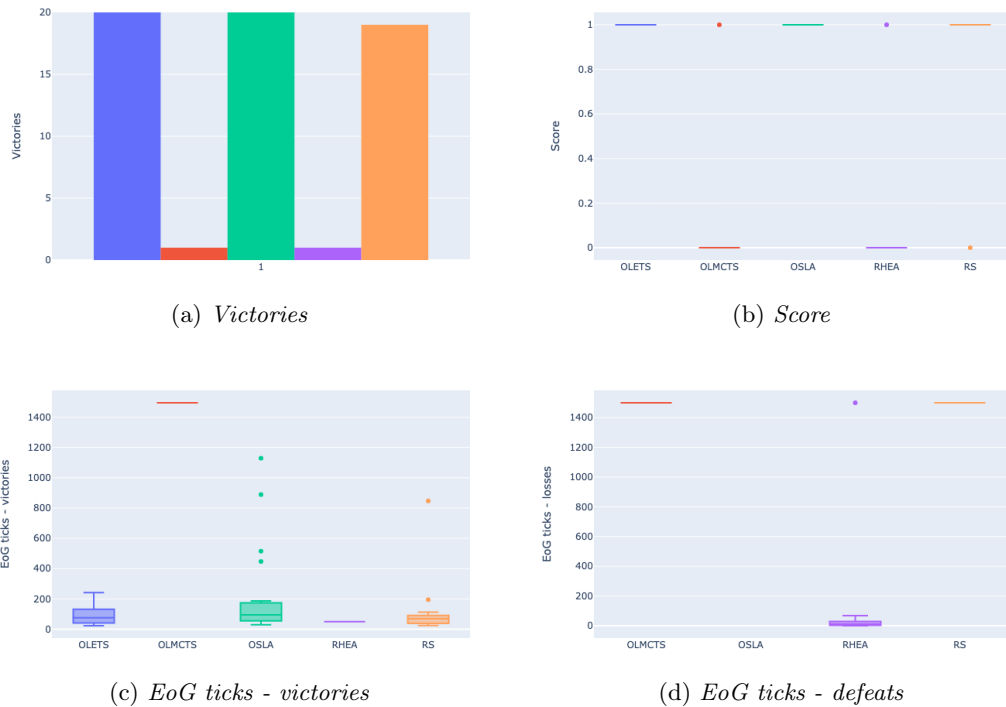 Victories
20
15
10
5
0
1
(a) Victories
Score
1
0.8
0.6
0.4
0.2
0
OLETS OLMCTS OSLA RHEA RS
(b) Score
EoG ticks - victories
1400
1200
1000
800
600
400
200
0
OLETS OLMCTS OSLA RHEA RS
(c) EoG ticks - victories
EoG ticks - losses
1400
1200
1000
800
600
400
200
0
OLMCTS OSLA RHEA RS
(d) EoG ticks - defeats